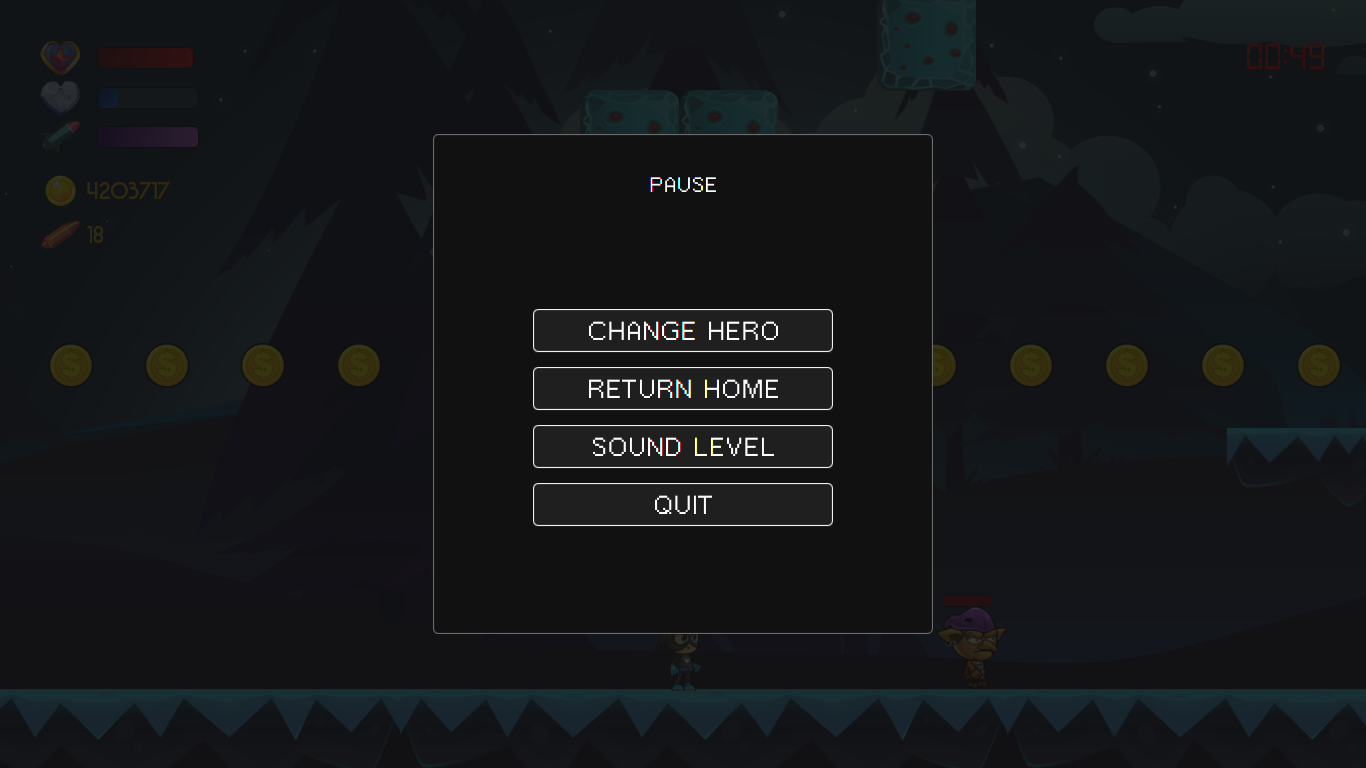 00:49
4203717
18
PAUSE
CHANGE HERO
RETURN HOME
SOUND LEVEL
QUIT